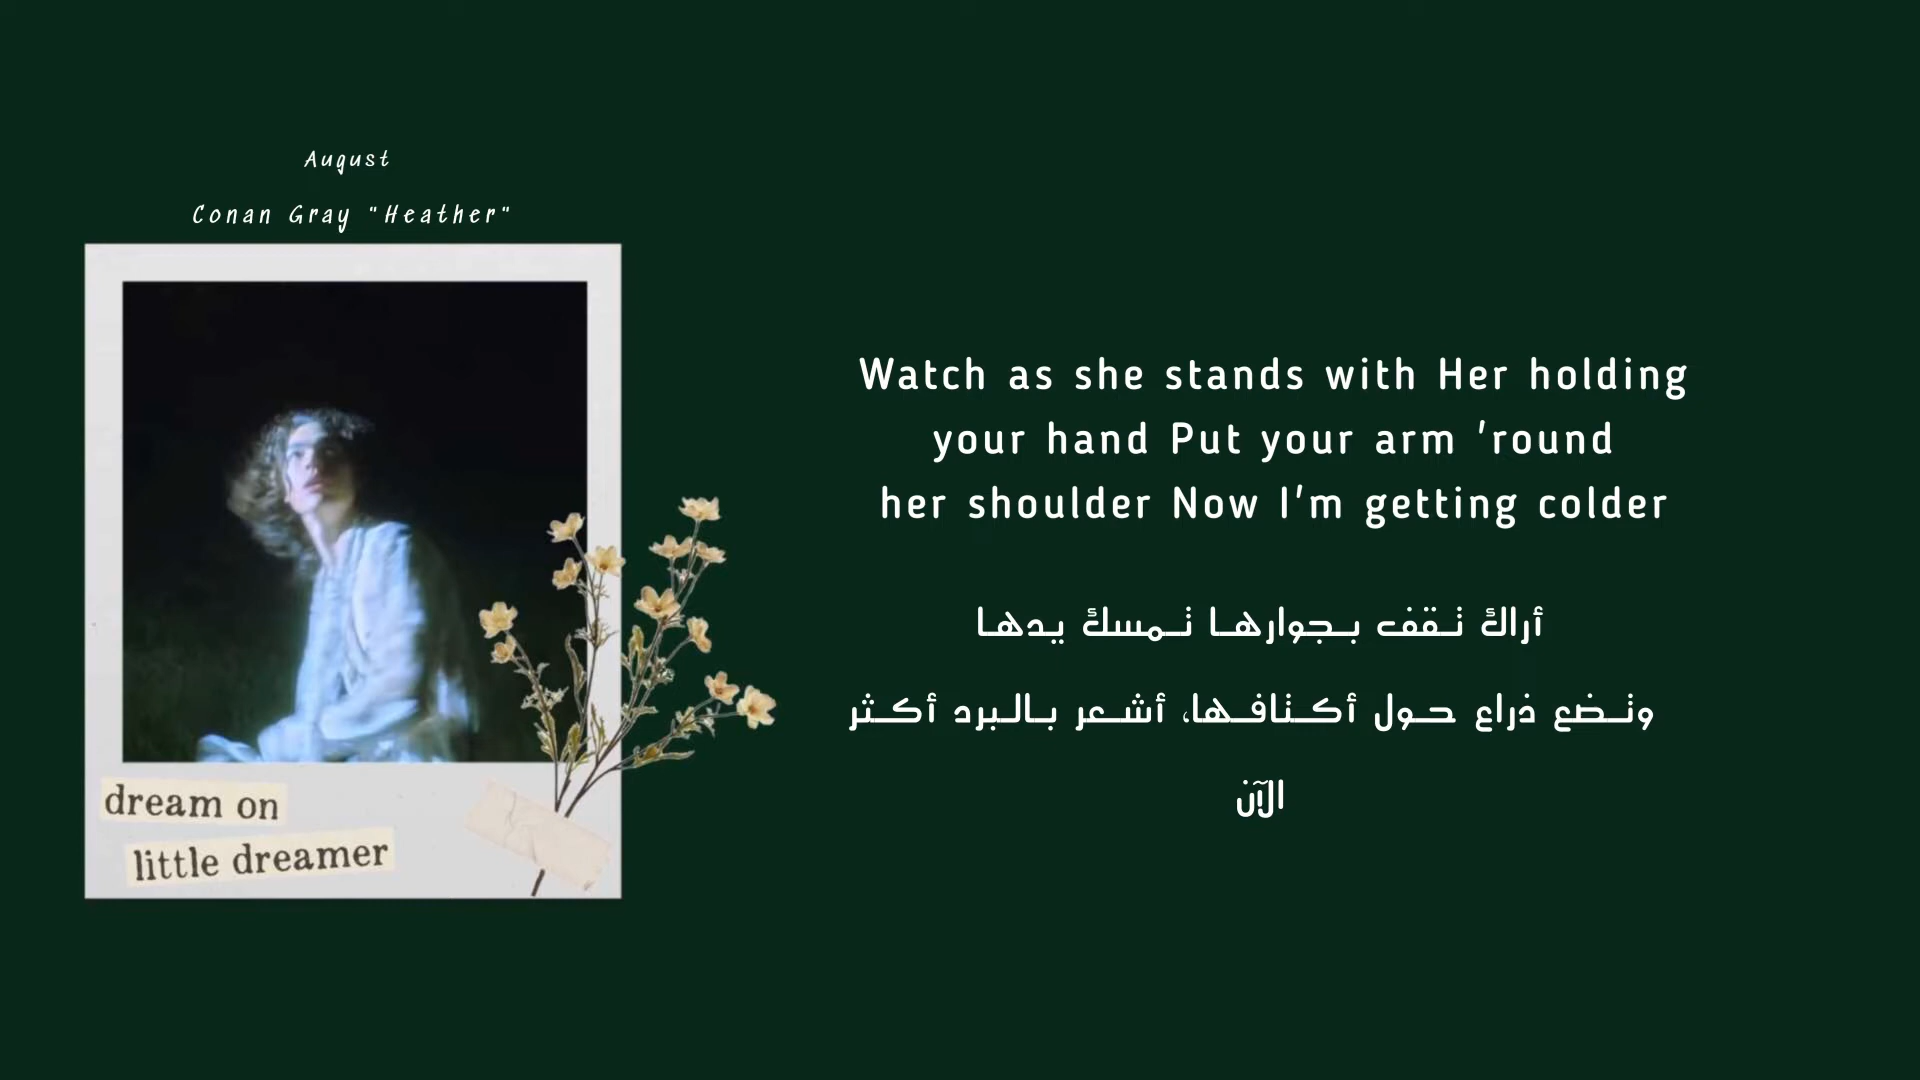 August
Conan Gray "Heather"
Watch as she stands with Her holding
your hand Put your arm 'round
her shoulder Now I'm getting colder
أراك تقف بجوارها تمسك يدها
وتضع ذراع حول أكتافها، أشعر بالبرد أكثر
الآن
dream on
little dreamer